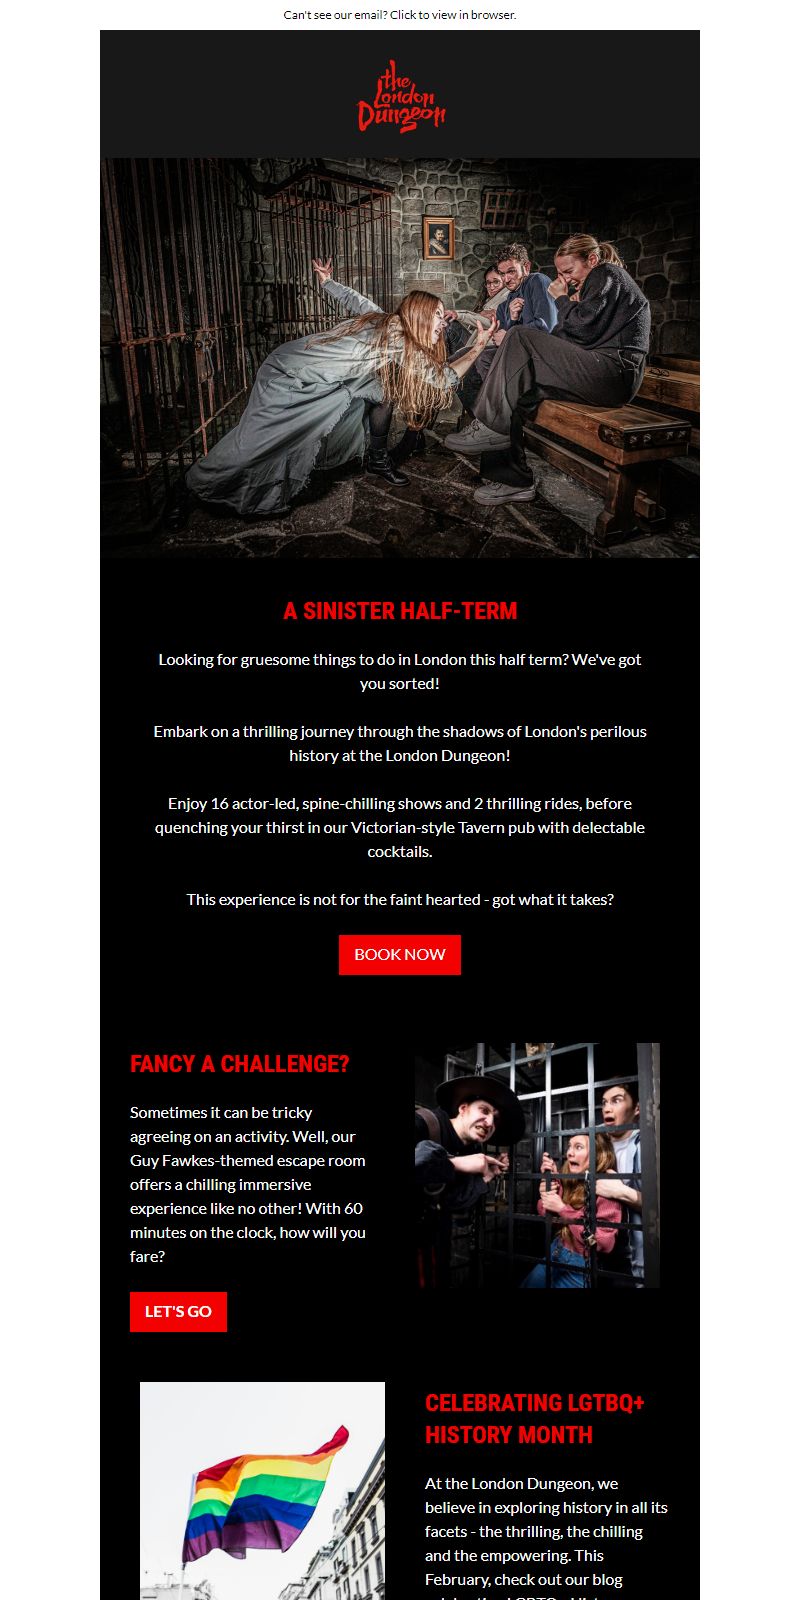 Can't see our email? Click to view in browser.
the
London
Dungeon
A SINISTER HALF-TERM
Looking for gruesome things to do in London this half term? We've got
you sorted!
Embark on a thrilling journey through the shadows of London's perilous
history at the London Dungeon!
Enjoy 16 actor-led, spine-chilling shows and 2 thrilling rides, before
quenching your thirst in our Victorian-style Tavern pub with delectable
cocktails.
This experience is not for the faint hearted - got what it takes?
BOOK NOW
FANCY A CHALLENGE?
Sometimes it can be tricky
agreeing on an activity. Well, our
Guy Fawkes-themed escape room
offers a chilling immersive
experience like no other! With 60
minutes on the clock, how will you
fare?
LET'S GO
CELEBRATING LGTBQ+
HISTORY MONTH
At the London Dungeon, we
believe in exploring history in all its
facets - the thrilling, the chilling
and the empowering. This
February, check out our blog